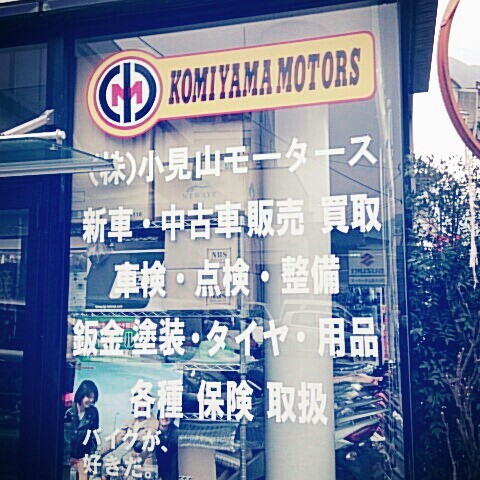 M
KOMIYAMA MOTORS
(株)小見山モータース
新車・中古車販売 買取
車検・点検・整備
鈑金塗装・タイヤ・用品
各種 保険 取扱
バイクが、
好きだ。
SUZUKI